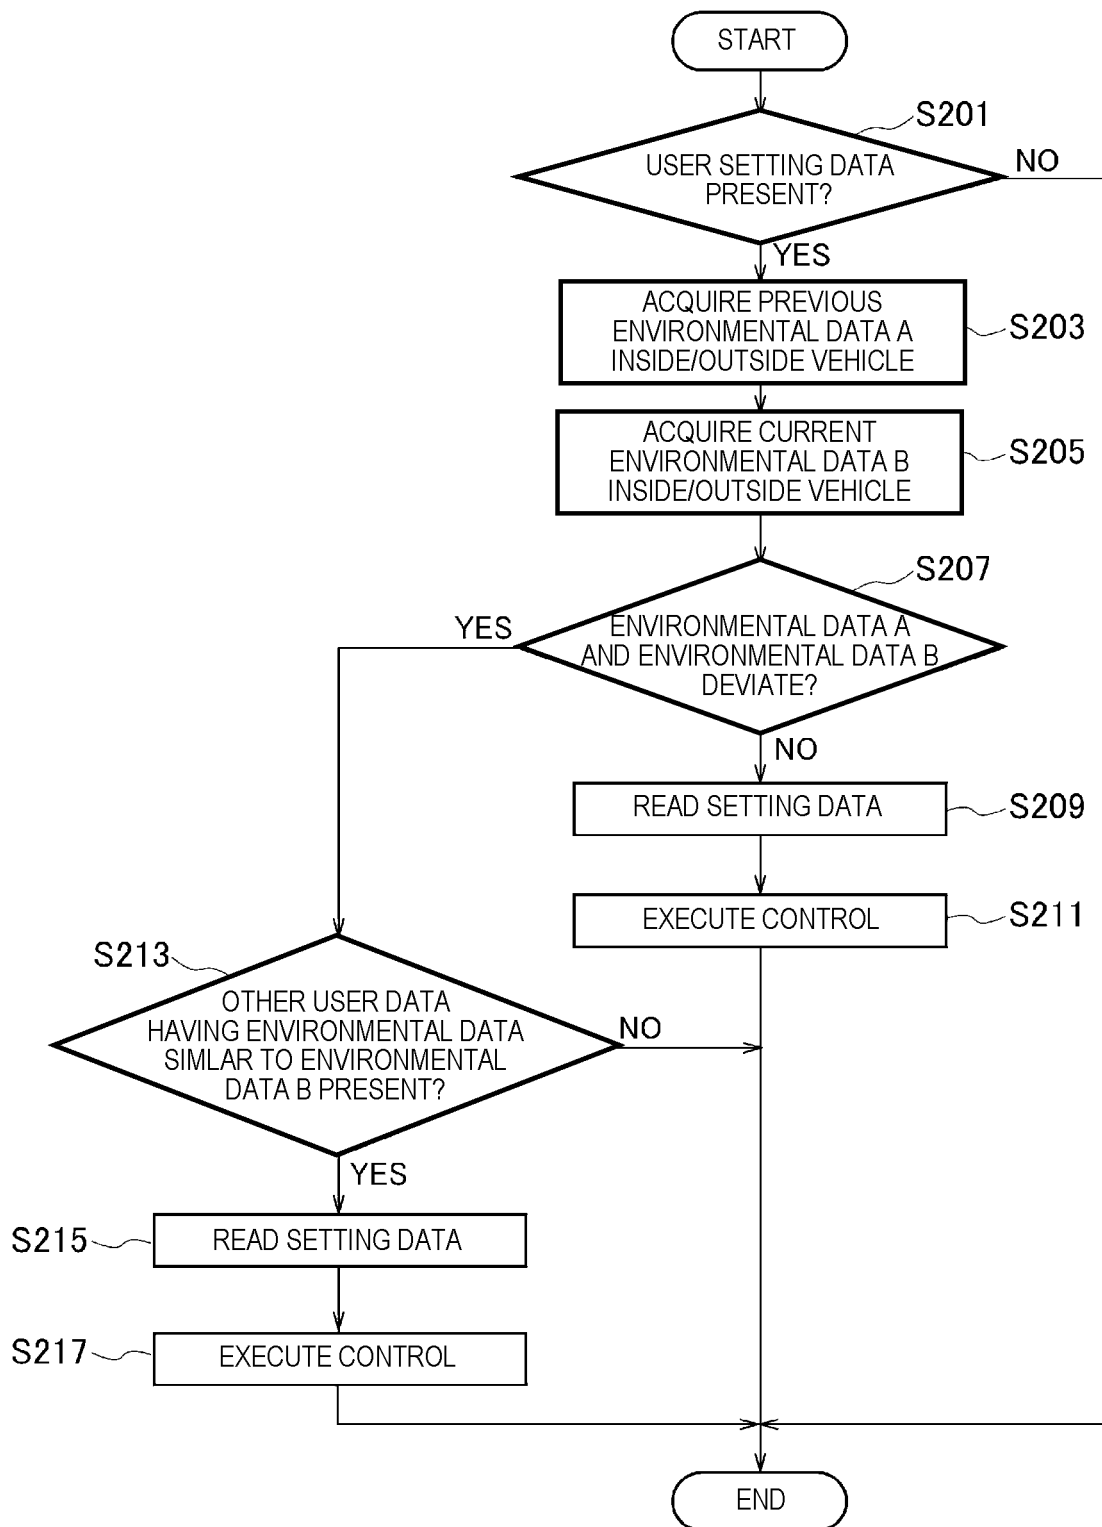 START
S201
USER SETTING DATA
PRESENT?
NO
YES
ACQUIRE PREVIOUS
ENVIRONMENTAL DATA A
INSIDE/OUTSIDE VEHICLE
S203
ACQUIRE CURRENT
ENVIRONMENTAL DATA B
INSIDE/OUTSIDE VEHICLE
S205
S207
YES
ENVIRONMENTAL DATA A
AND ENVIRONMENTAL DATA B
DEVIATE?
NO
READ SETTING DATA
S209
EXECUTE CONTROL
S211
S213
OTHER USER DATA
HAVING ENVIRONMENTAL DATA
SIMLAR TO ENVIRONMENTAL
DATA B PRESENT?
NO
YES
S215
READ SETTING DATA
S217
EXECUTE CONTROL
END